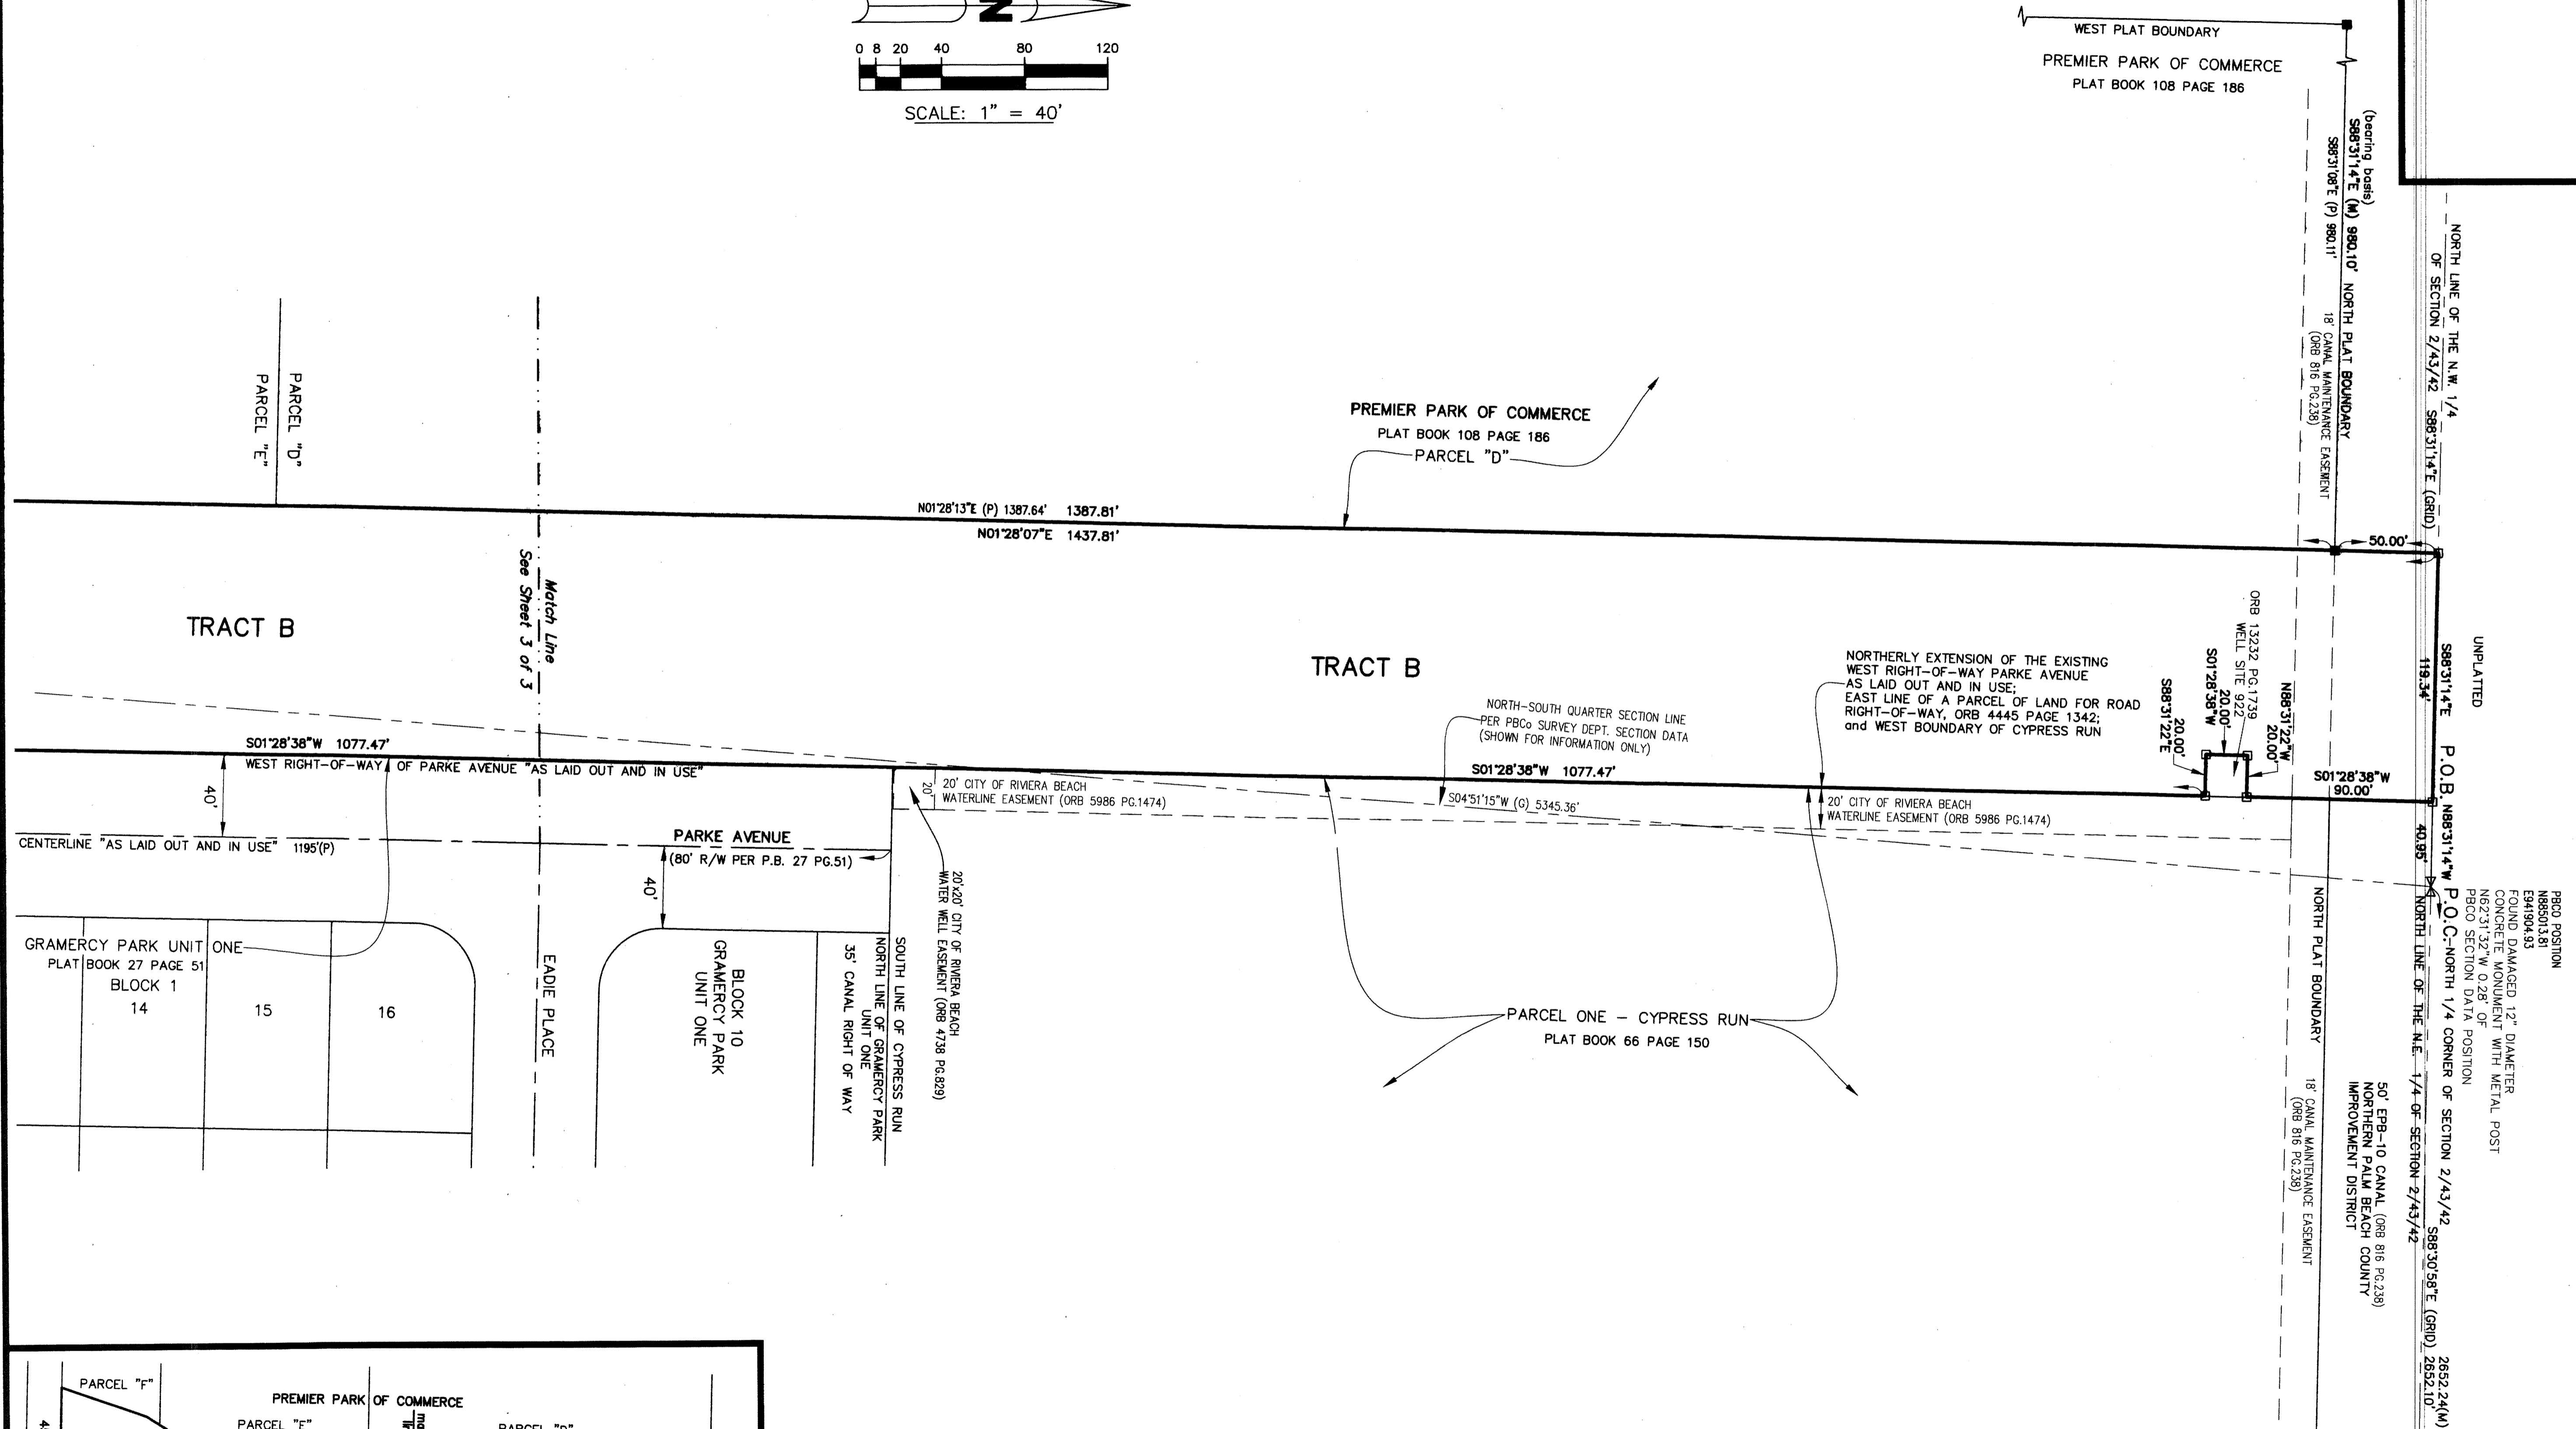 N
0 8 20 40 80 120
SCALE: 1" = 40'
WEST PLAT BOUNDARY
PREMIER PARK OF COMMERCE
PLAT BOOK 108 PAGE 186
(bearing basis)
S88°31'14"E (M) 980.10' NORTH PLAT BOUNDARY
S88°31'08"E (P) 980.11'
18' CANAL MAINTENANCE EASEMENT
(ORB 816 PG.238)
NORTH LINE OF THE N.W. 1/4
OF SECTION 2/43/42 S88°31'14"E (GRID)
PARCEL "D"
PARCEL "E"
Match Line
See Sheet 3 of 3
PREMIER PARK OF COMMERCE
PLAT BOOK 108 PAGE 186
PARCEL "D"
N01°28'13"E (P) 1387.64' 1387.81'
N01°28'07"E 1437.81'
50.00'
TRACT B
TRACT B
NORTHERLY EXTENSION OF THE EXISTING
WEST RIGHT-OF-WAY PARKE AVENUE
AS LAID OUT AND IN USE;
EAST LINE OF A PARCEL OF LAND FOR ROAD
RIGHT-OF-WAY, ORB 4445 PAGE 1342;
and WEST BOUNDARY OF CYPRESS RUN
NORTH-SOUTH QUARTER SECTION LINE
PER PBCo SURVEY DEPT. SECTION DATA
(SHOWN FOR INFORMATION ONLY)
ORB 13232 PG.1739
WELL SITE 922
N88°31'22"W
20.00'
S01°28'38"W
20.00'
S88°31'22"E
20.00'
UNPLATTED
S88°31'14"E
119.34'
P.O.B.
S01°28'38"W
90.00'
N88°31'14"W
40.95'
P.O.C.-NORTH 1/4 CORNER OF SECTION 2/43/42
PBCO POSITION
N885013.81
E941904.93
FOUND DAMAGED 12" DIAMETER
CONCRETE MONUMENT WITH METAL POST
N62°31'32"W 0.28' OF
PBCO SECTION DATA POSITION
S01°28'38"W 1077.47'
WEST RIGHT-OF-WAY OF PARKE AVENUE "AS LAID OUT AND IN USE"
S01°28'38"W 1077.47'
S04°51'15"W (G) 5345.36'
20'
20' CITY OF RIVIERA BEACH
WATERLINE EASEMENT (ORB 5986 PG.1474)
20' CITY OF RIVIERA BEACH
WATERLINE EASEMENT (ORB 5986 PG.1474)
40'
CENTERLINE "AS LAID OUT AND IN USE" 1195'(P)
PARKE AVENUE
(80' R/W PER P.B. 27 PG.51)
40'
20'x20' CITY OF RIVIERA BEACH
WATER WELL EASEMENT (ORB 4738 PG.829)
GRAMERCY PARK UNIT ONE
PLAT BOOK 27 PAGE 51
BLOCK 1
14
15
16
EADIE PLACE
BLOCK 10
GRAMERCY PARK
UNIT ONE
35' CANAL RIGHT OF WAY
SOUTH LINE OF CYPRESS RUN
NORTH LINE OF GRAMERCY PARK
UNIT ONE
PARCEL ONE - CYPRESS RUN
PLAT BOOK 66 PAGE 150
NORTH PLAT BOUNDARY
18' CANAL MAINTENANCE EASEMENT
(ORB 816 PG.238)
50' EPB-10 CANAL (ORB 816 PG.238)
NORTHERN PALM BEACH COUNTY
IMPROVEMENT DISTRICT
NORTH LINE OF THE N.E. 1/4 OF SECTION 2/43/42
S88°30'58"E (GRID)
2652.24'(M)
2652.10'
PARCEL "F"
PREMIER PARK OF COMMERCE
PARCEL "E"
PARCEL "D"